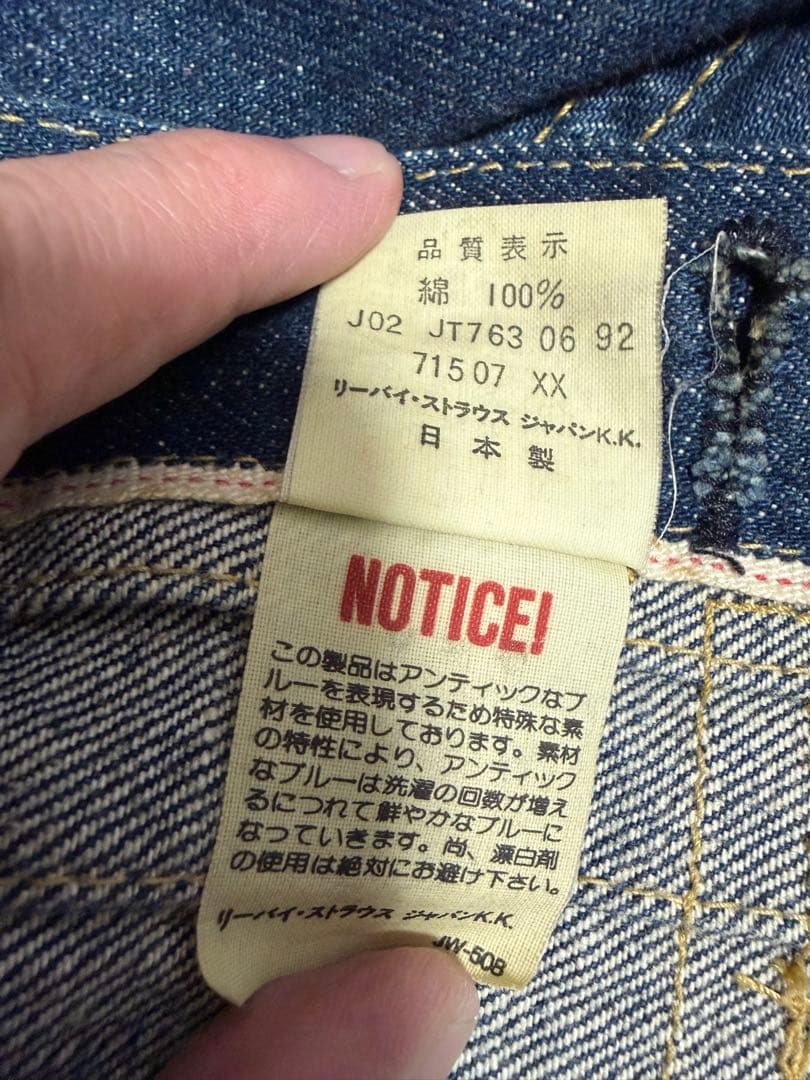 品質表示
綿 100%
J02 JT763 06 92
71507 XX
リーバイ・ストラウス ジャパンK.K.
日本製
NOTICE!
この製品はアンティックなブ
ルーを表現するため特殊な素
材を使用しております。素材
の特性により、アンティック
なブルーは洗濯の回数が増え
るにつれて鮮やかなブルーに
なっていきます。尚、漂白剤
の使用は絶対にお避け下さい。
リーバイ・ストラウス ジャパンK.K.
JW-50B